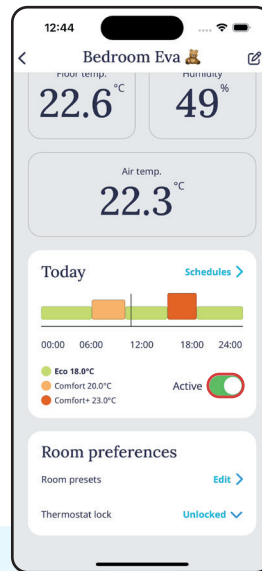 12:44
Bedroom Eva
Floor temp.
Humidity
22.6 °C
49 %
Air temp.
22.3 °C
Today
Schedules
00:00 06:00 12:00 18:00 24:00
Eco 18.0°C
Comfort 20.0°C
Active
Comfort+ 23.0°C
Room preferences
Room presets
Edit
Thermostat lock
Unlocked